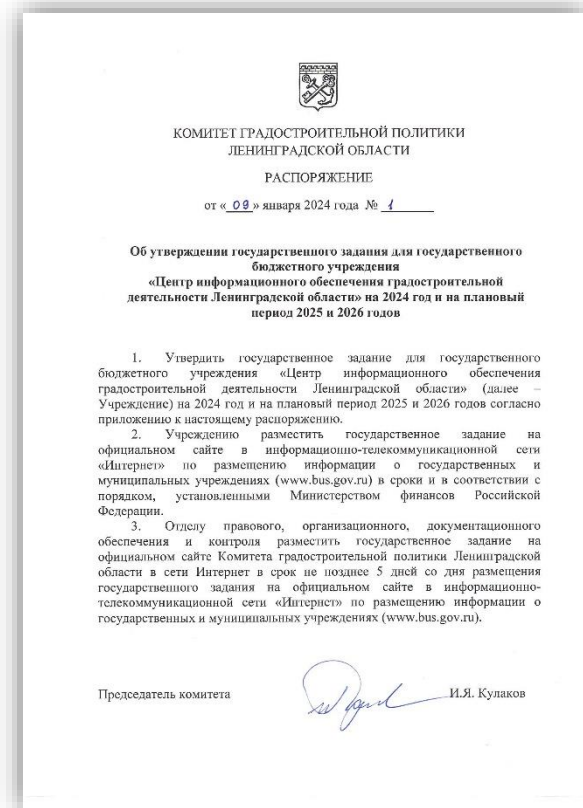 КОМИТЕТ ГРАДОСТРОИТЕЛЬНОЙ ПОЛИТИКИ
ЛЕНИНГРАДСКОЙ ОБЛАСТИ
РАСПОРЯЖЕНИЕ
от « 09 » января 2024 года № 1
Об утверждении государственного задания для государственного
бюджетного учреждения
«Центр информационного обеспечения градостроительной
деятельности Ленинградской области» на 2024 год и на плановый
период 2025 и 2026 годов
1. Утвердить государственное задание для государственного
бюджетного учреждения «Центр информационного обеспечения
градостроительной деятельности Ленинградской области» (далее –
Учреждение) на 2024 год и на плановый период 2025 и 2026 годов согласно
приложению к настоящему распоряжению.
2. Учреждению разместить государственное задание на
официальном сайте в информационно-телекоммуникационной сети
«Интернет» по размещению информации о государственных и
муниципальных учреждениях (www.bus.gov.ru) в сроки и в соответствии с
порядком, установленными Министерством финансов Российской
Федерации.
3. Отделу правового, организационного, документационного
обеспечения и контроля разместить государственное задание на
официальном сайте Комитета градостроительной политики Ленинградской
области в сети Интернет в срок не позднее 5 дней со дня размещения
государственного задания на официальном сайте в информационно-
телекоммуникационной сети «Интернет» по размещению информации о
государственных и муниципальных учреждениях (www.bus.gov.ru).
Председатель комитета И.Я. Кулаков